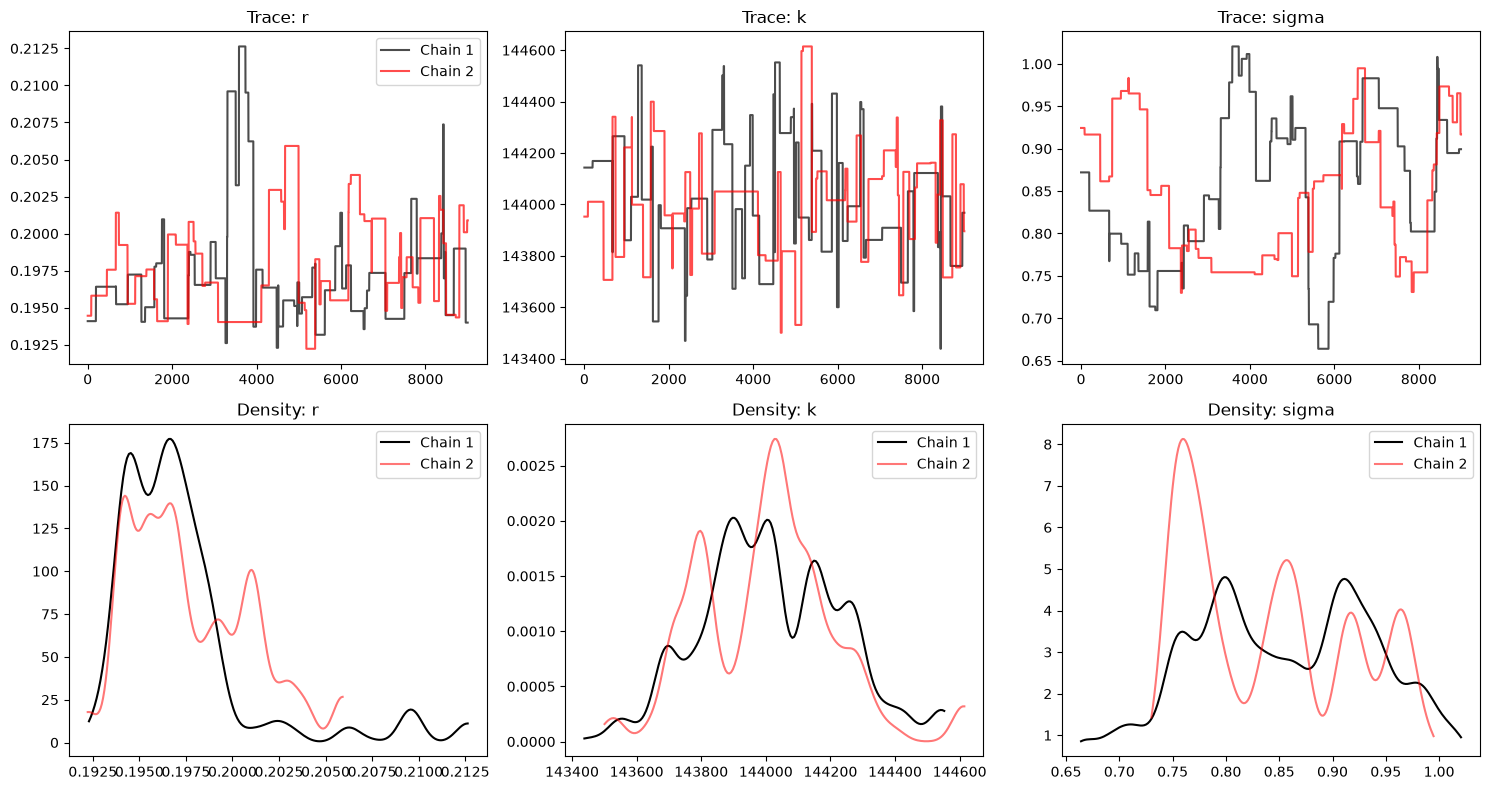 Trace: r
0.2125
0.2100
0.2075
0.2050
0.2025
0.2000
0.1975
0.1950
0.1925
Chain 1
Chain 2
0 2000 4000 6000 8000
Trace: k
144600
144400
144200
144000
143800
143600
143400
0 2000 4000 6000 8000
Trace: sigma
1.00
0.95
0.90
0.85
0.80
0.75
0.70
0.65
0 2000 4000 6000 8000
Density: r
175
150
125
100
75
50
25
0
Chain 1
Chain 2
0.1925 0.1950 0.1975 0.2000 0.2025 0.2050 0.2075 0.2100 0.2125
Density: k
0.0025
0.0020
0.0015
0.0010
0.0005
0.0000
Chain 1
Chain 2
143400 143600 143800 144000 144200 144400 144600
Density: sigma
8
7
6
5
4
3
2
1
Chain 1
Chain 2
0.65 0.70 0.75 0.80 0.85 0.90 0.95 1.00